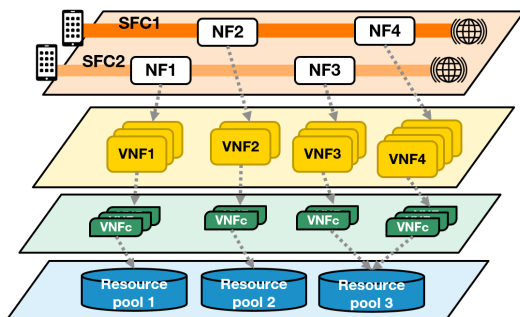 SFC1
NF2
NF4
SFC2
NF1
NF3
VNF1
VNF2
VNF3
VNF4
VNFc
VNFc
VNFc
VNFc
Resource
pool 1
Resource
pool 2
Resource
pool 3